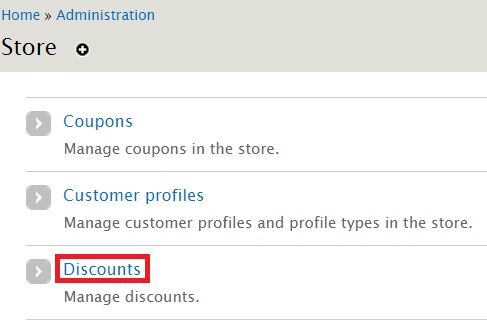 Home » Administration
Store
Coupons
Manage coupons in the store.
Customer profiles
Manage customer profiles and profile types in the store.
Discounts
Manage discounts.